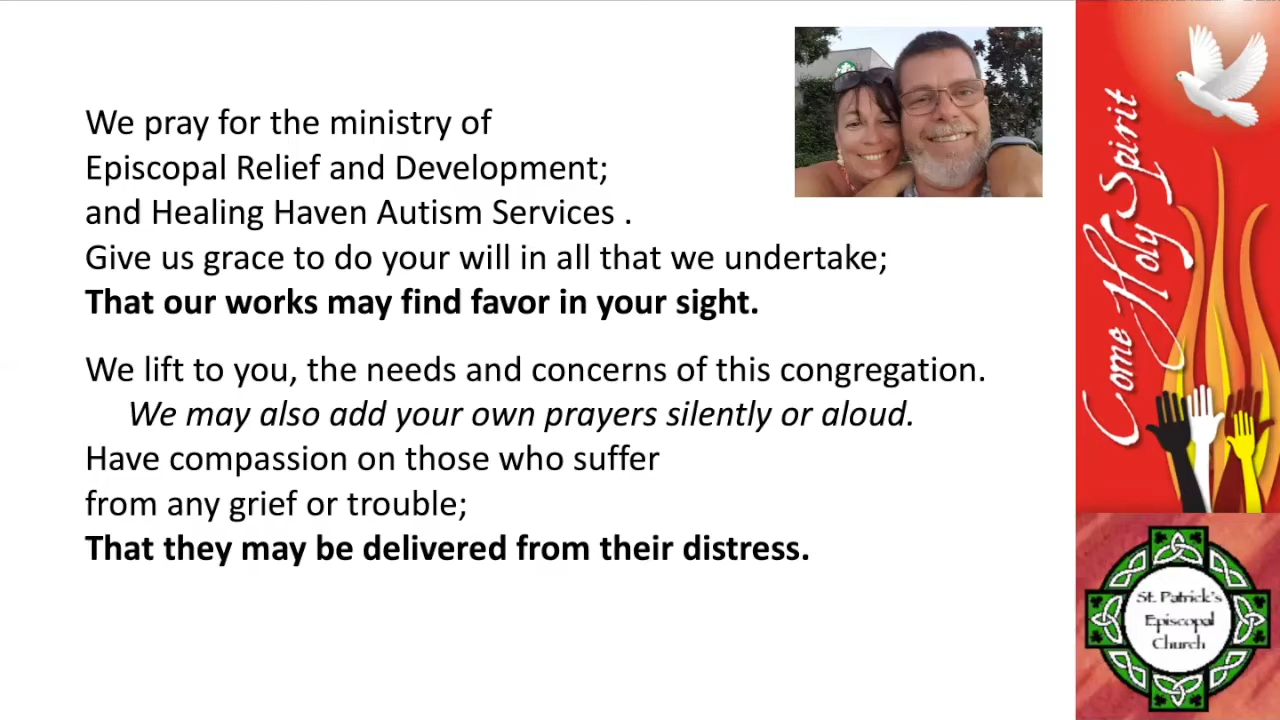 We pray for the ministry of
Episcopal Relief and Development;
and Healing Haven Autism Services .
Give us grace to do your will in all that we undertake;
That our works may find favor in your sight.
We lift to you, the needs and concerns of this congregation.
We may also add your own prayers silently or aloud.
Have compassion on those who suffer
from any grief or trouble;
That they may be delivered from their distress.
Come Holy Spirit
St. Patrick's
Episcopal
Church